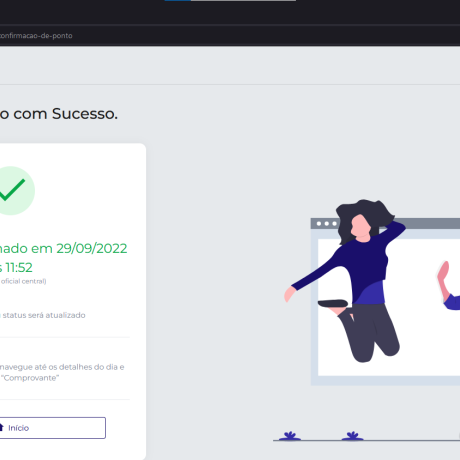 onfirmacao-de-ponto
o com Sucesso.
nado em 29/09/2022
s 11:52
oficial central)
status será atualizado
navegue até os detalhes do dia e
"Comprovante"
Início